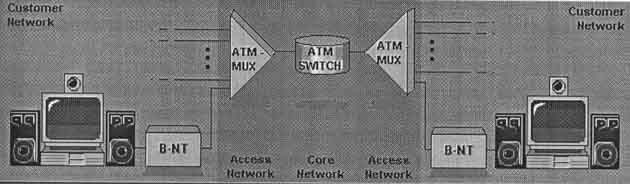 Customer
Network
Customer
Network
ATM -
MUX
ATM
SWITCH
ATM -
MUX
B-NT
B-NT
Access
Network
Core
Network
Access
Network